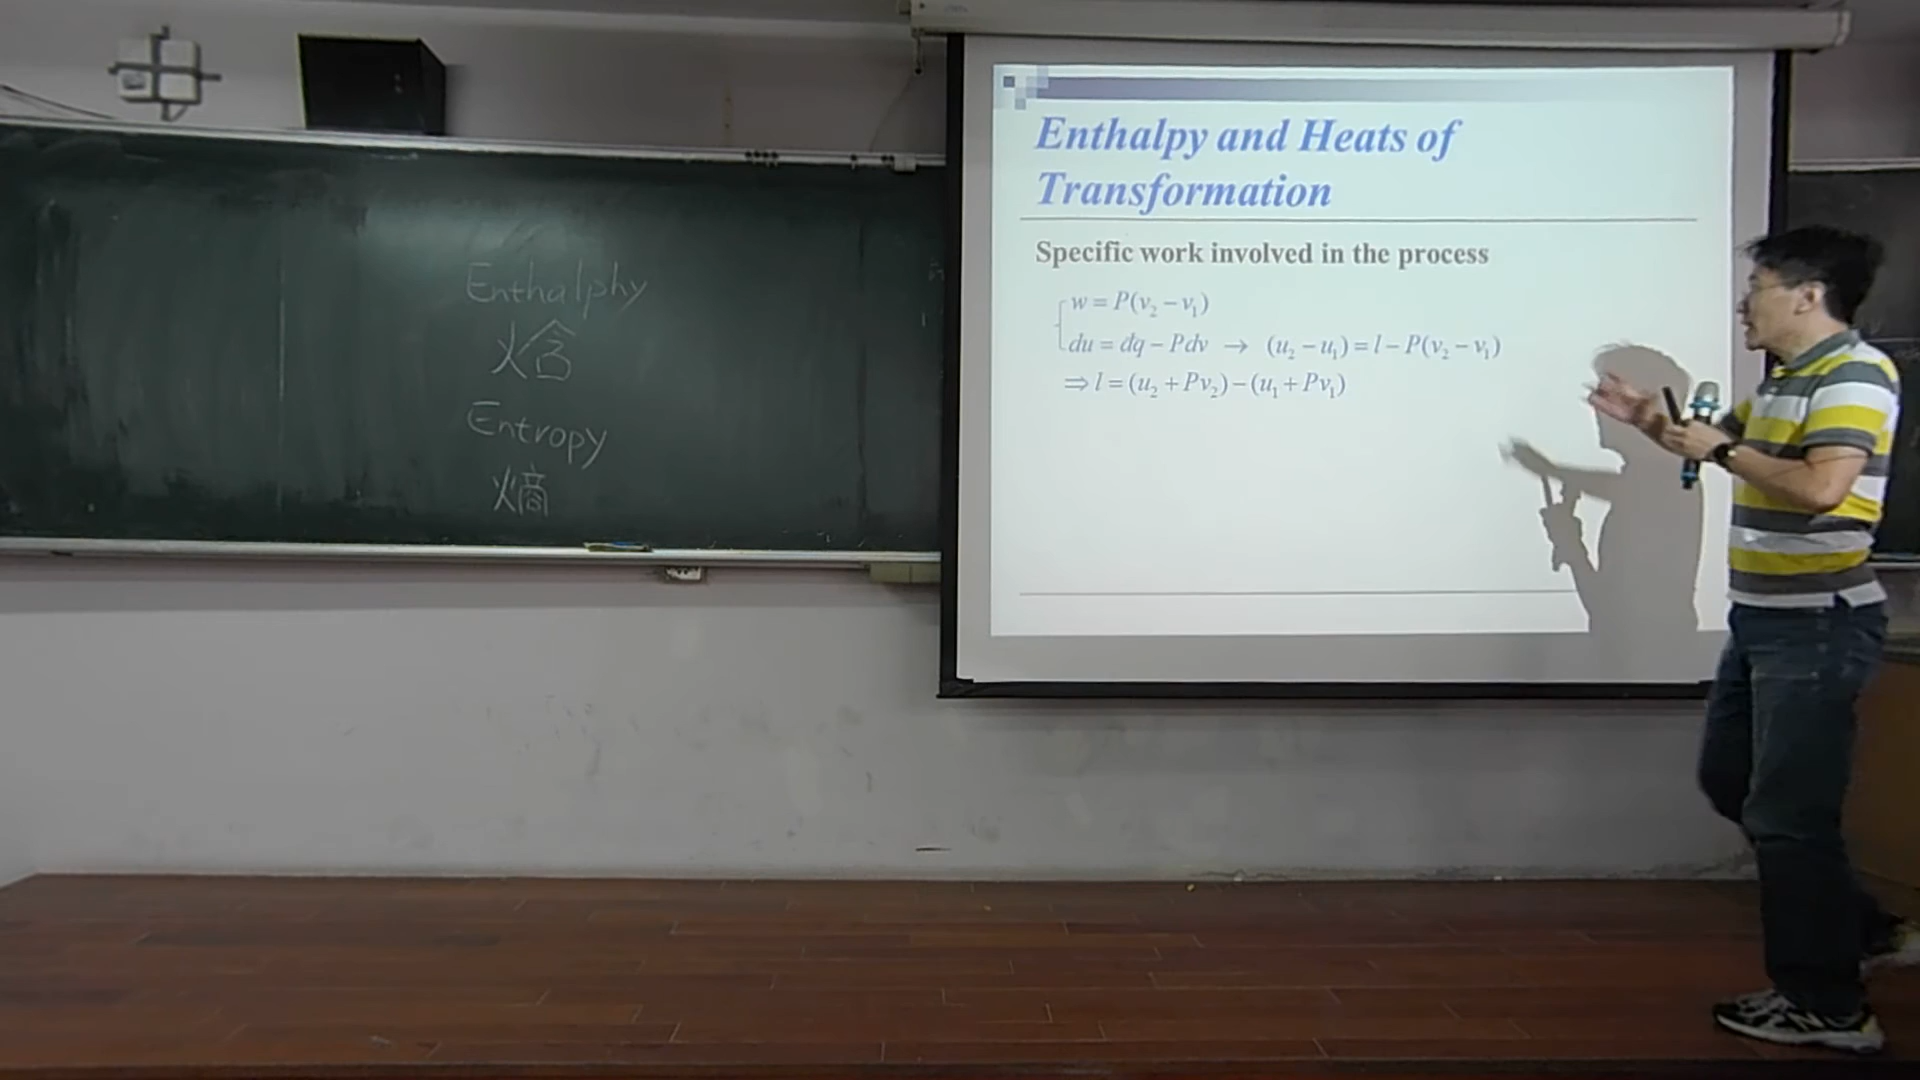 Enthalphy
焓
Entropy
熵
Enthalpy and Heats of
Transformation
Specific work involved in the process
w = P(v₂ − v₁)
du = dq − Pdv → (u₂ − u₁) = l − P(v₂ − v₁)
⇒ l = (u₂ + Pv₂) − (u₁ + Pv₁)